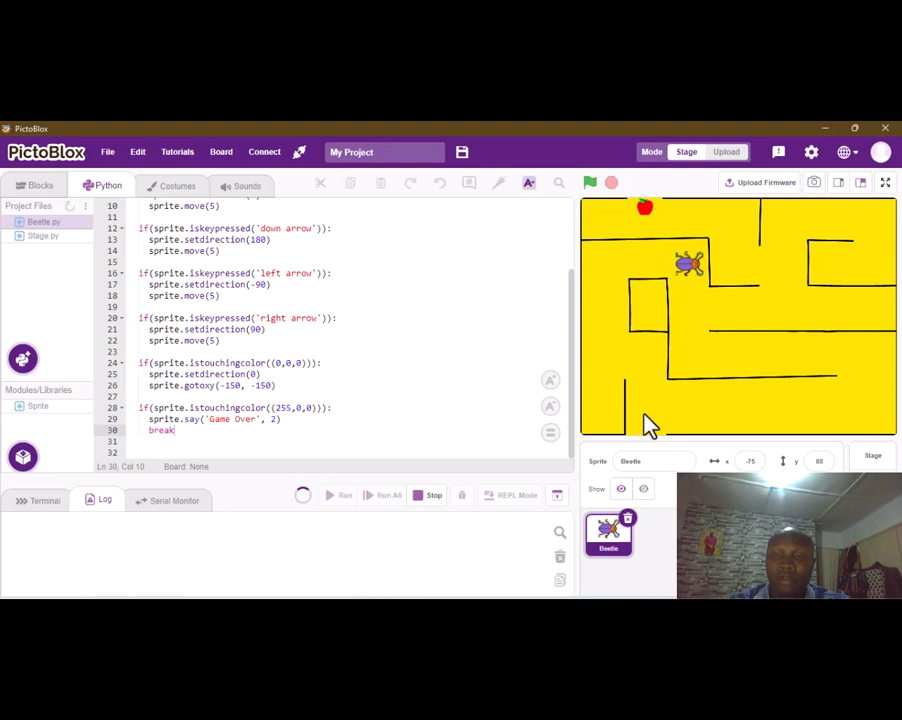 PictoBlox
PictoBlox File Edit Tutorials Board Connect My Project Mode Stage Upload
Blocks Python Costumes Sounds Upload Firmware
Project Files
Beetle.py
Stage.py
Modules/Libraries
Sprite
10 sprite.move(5)
11
12 if(sprite.iskeypressed('down arrow')):
13 sprite.setdirection(180)
14 sprite.move(5)
15
16 if(sprite.iskeypressed('left arrow')):
17 sprite.setdirection(-90)
18 sprite.move(5)
19
20 if(sprite.iskeypressed('right arrow')):
21 sprite.setdirection(90)
22 sprite.move(5)
23
24 if(sprite.istouchingcolor((0,0,0))):
25 sprite.setdirection(0)
26 sprite.gotoxy(-150, -150)
27
28 if(sprite.istouchingcolor((255,0,0))):
29 sprite.say('Game Over', 2)
30 break
31
32
Ln 30, Col 10 Board: None
Terminal Log Serial Monitor Run Run All Stop REPL Mode
Sprite Beetle x -75 y 80 Stage
Show
Beetle